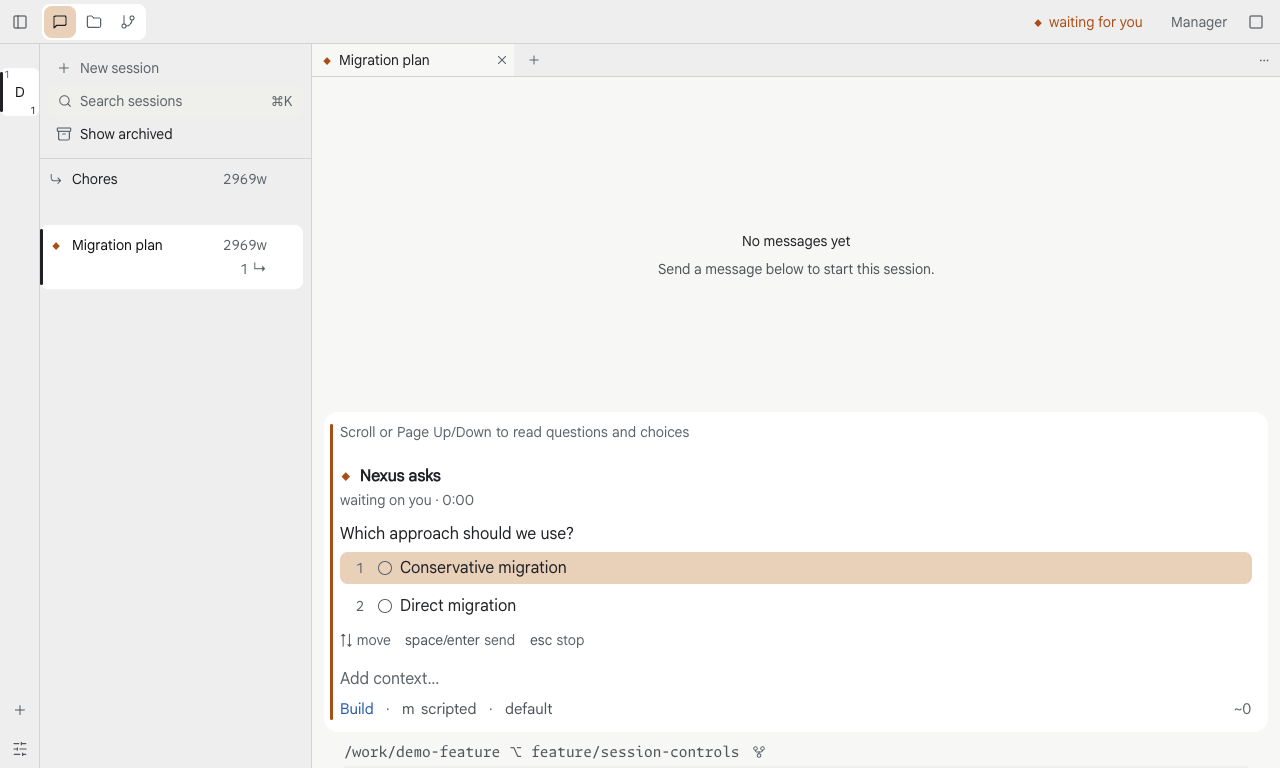 waiting for you
Manager
1
D
1
New session
Search sessions ⌘K
Show archived
Chores 2969w
Migration plan 2969w
1
Migration plan
No messages yet
Send a message below to start this session.
Scroll or Page Up/Down to read questions and choices
Nexus asks
waiting on you · 0:00
Which approach should we use?
1 Conservative migration
2 Direct migration
↑↓ move space/enter send esc stop
Add context...
Build · m scripted · default ~0
/work/demo-feature ⌥ feature/session-controls